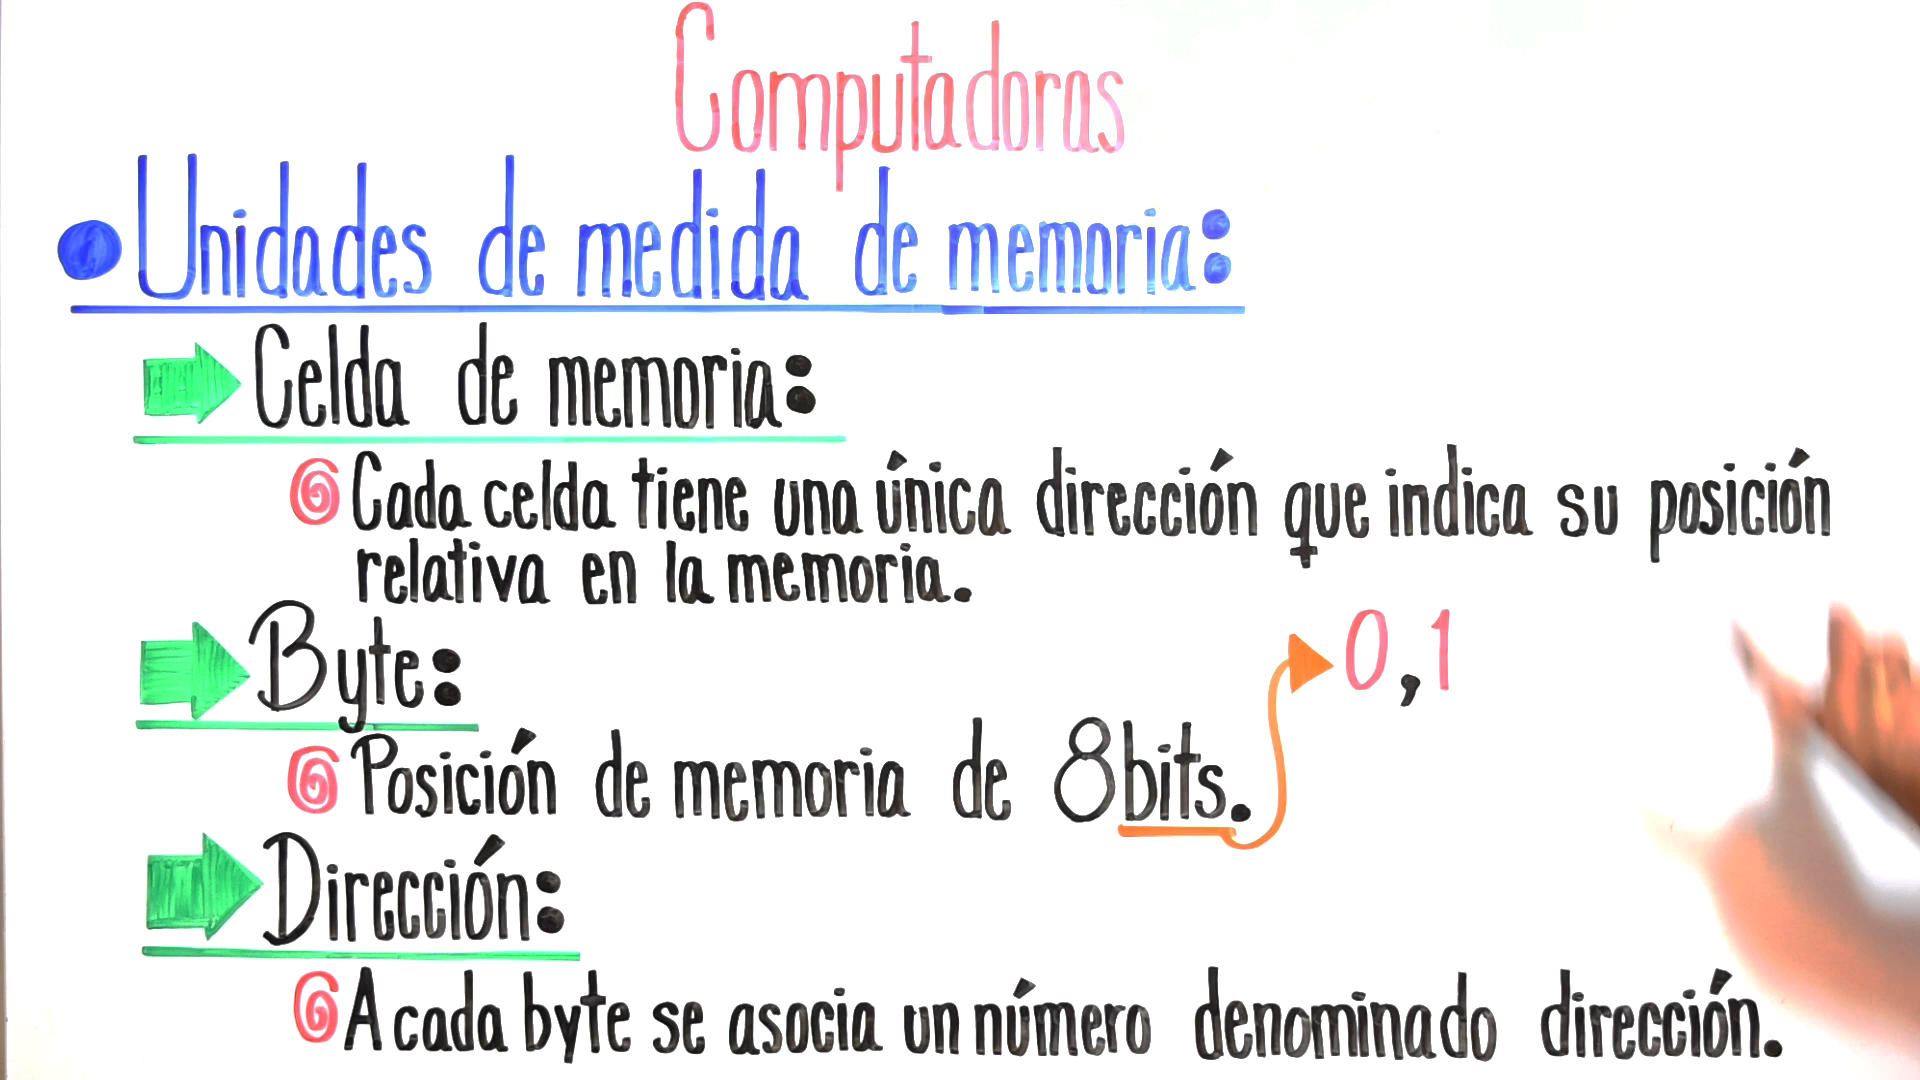 Computadoras
Unidades de medida de memoria:
Celda de memoria:
Cada celda tiene una única dirección que indica su posición
relativa en la memoria.
Byte:
0,1
Posición de memoria de 8bits.
Dirección:
A cada byte se asocia un número denominado dirección.